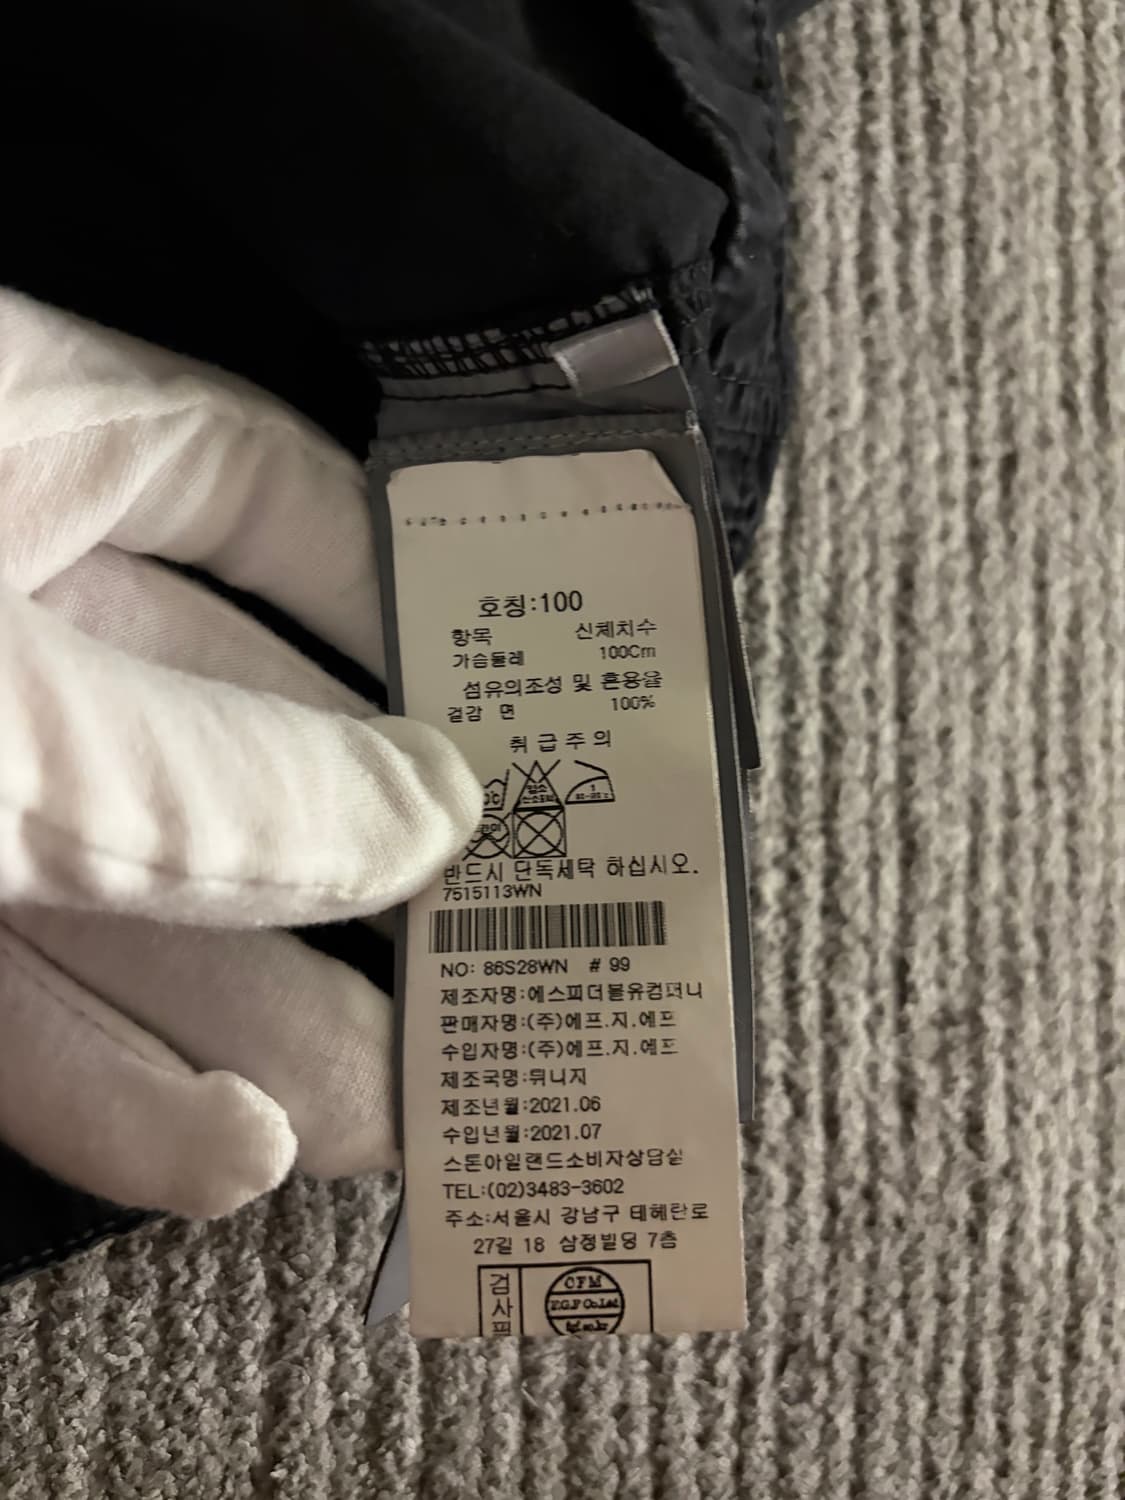 호칭:100
항목 신체치수
가슴둘레 100Cm
섬유의조성 및 혼용율
겉감 면 100%
취급주의
염소
반드시 단독세탁 하십시오.
7515113WN
NO: 86S28WN # 99
제조자명:에스피더블유컴퍼니
판매자명:(주)에프.지.에프
수입자명:(주)에프.지.에프
제조국명:튀니지
제조년월:2021.06
수입년월:2021.07
스톤아일랜드소비자상담실
TEL:(02)3483-3602
주소:서울시 강남구 테헤란로
27길 18 삼정빌딩 7층
검사필
F.G.F Co.Ltd